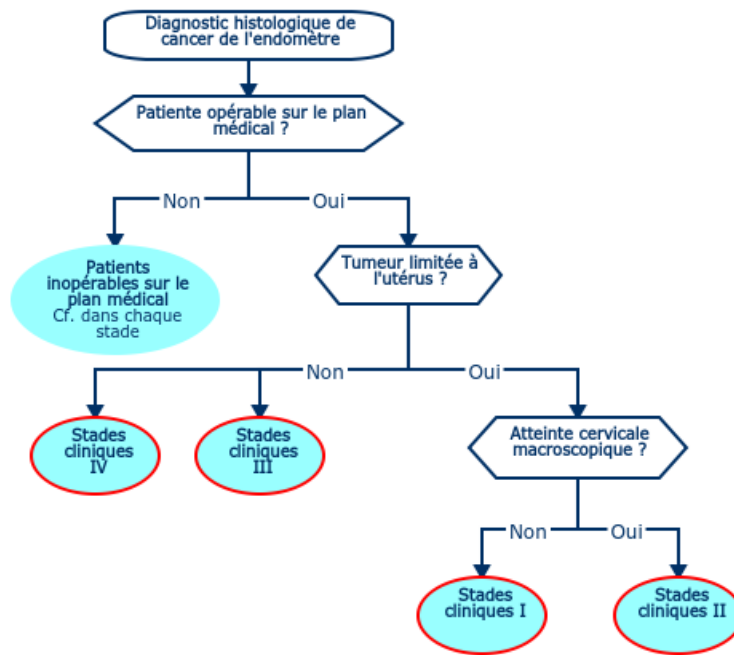 Diagnostic histologique de
cancer de l'endomètre
Patiente opérable sur le plan
médical ?
Non
Oui
Patients
inopérables sur le
plan médical
Cf. dans chaque
stade
Tumeur limitée à
l'utérus ?
Non
Oui
Stades
cliniques
IV
Stades
cliniques
III
Atteinte cervicale
macroscopique ?
Non
Oui
Stades
cliniques I
Stades
cliniques II